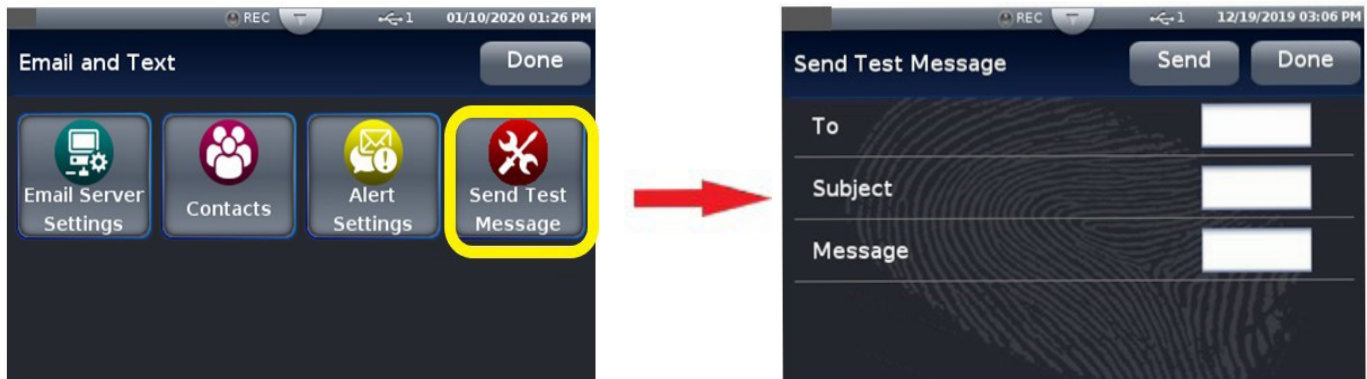 REC 1 01/10/2020 01:26 PM
Email and Text Done
Email Server
Settings
Contacts
Alert
Settings
Send Test
Message
REC 1 12/19/2019 03:06 PM
Send Test Message Send Done
To
Subject
Message